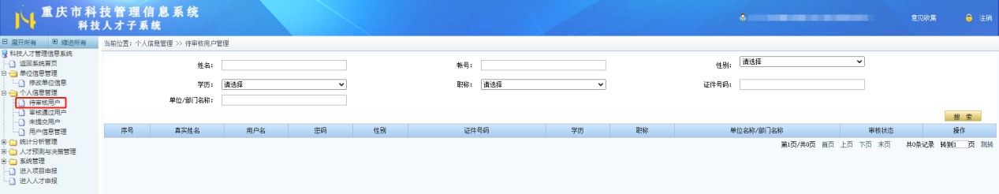 重庆市科技管理信息系统
科技人才子系统
意见收集 注销
展开所有 缩进所有
当前位置: 个人信息管理 >> 待审核用户管理
科技人才管理信息系统
返回系统首页
单位信息管理
修改单位信息
个人信息管理
待审核用户
审核通过用户
未提交用户
用户信息管理
统计分析管理
人才预测与决策管理
系统管理
进入项目申报
进入人才申报
姓名: 帐号: 性别: 请选择
学历: 请选择 职称: 请选择 证件号码:
单位/部门名称:
搜 索
序号 真实姓名 用户名 密码 性别 证件号码 学历 职称 单位名称/部门名称 审核状态 操作
第1页/共0页 首页 上页 下页 末页 共0条记录 转到1 页 跳转